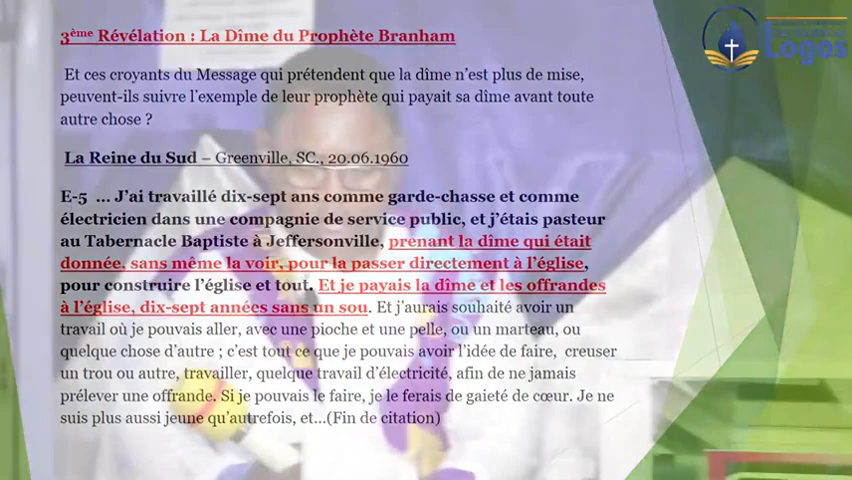 3ème Révélation : La Dîme du Prophète Branham
Logos
Et ces croyants du Message qui prétendent que la dîme n'est plus de mise,
peuvent-ils suivre l'exemple de leur prophète qui payait sa dîme avant toute
autre chose ?
La Reine du Sud – Greenville, SC., 20.06.1960
E-5 ... J'ai travaillé dix-sept ans comme garde-chasse et comme
électricien dans une compagnie de service public, et j'étais pasteur
au Tabernacle Baptiste à Jeffersonville, prenant la dîme qui était
donnée, sans même la voir, pour la passer directement à l'église,
pour construire l'église et tout. Et je payais la dîme et les offrandes
à l'église, dix-sept années sans un sou. Et j'aurais souhaité avoir un
travail où je pouvais aller, avec une pioche et une pelle, ou un marteau, ou
quelque chose d'autre ; c'est tout ce que je pouvais avoir l'idée de faire, creuser
un trou ou autre, travailler, quelque travail d'électricité, afin de ne jamais
prélever une offrande. Si je pouvais le faire, je le ferais de gaieté de cœur. Je ne
suis plus aussi jeune qu'autrefois, et...(Fin de citation)